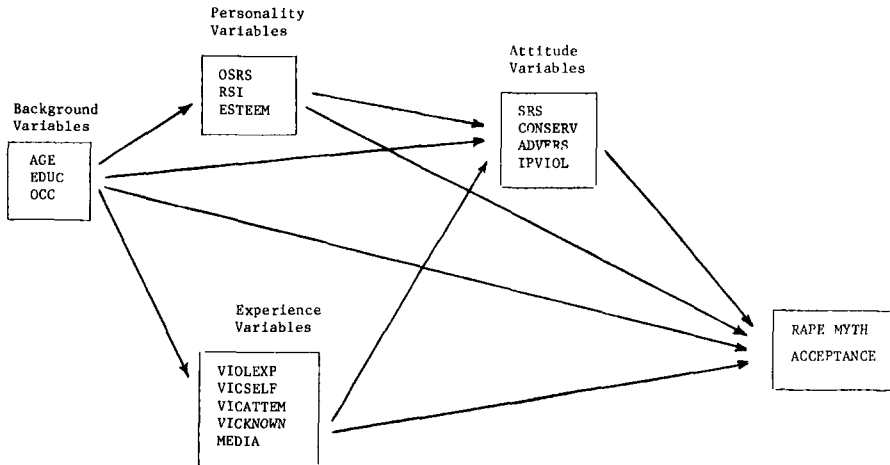 Personality
Variables
OSRS
RSI
ESTEEM
Attitude
Variables
SRS
CONSERV
ADVERS
IPVIOL
Background
Variables
AGE
EDUC
OCC
Experience
Variables
VIOLEXP
VICSELF
VICATTEM
VICKNOWN
MEDIA
RAPE MYTH
ACCEPTANCE